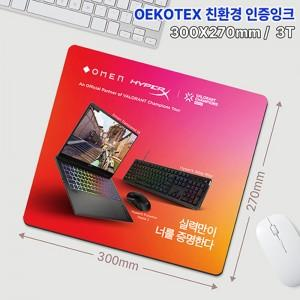 OEKOTEX 친환경 인증잉크
300X270mm / 3T
OMEN HYPERX VALORANT CHAMPIONS TOUR
An Official Partner of VALORANT Champions Tour
실력만이
너를 증명한다
300mm
270mm